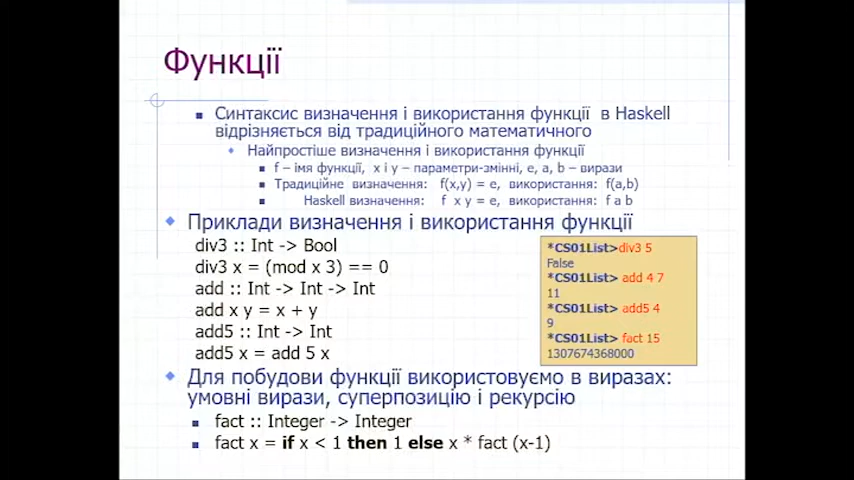 Функції
Синтаксис визначення і використання функції в Haskell
відрізняється від традиційного математичного
Найпростіше визначення і використання функції
f – імя функції, x і y – параметри-змінні, e, a, b – вирази
Традиційне визначення: f(x,y) = e, використання: f(a,b)
Haskell визначення: f x y = e, використання: f a b
Приклади визначення і використання функції
div3 :: Int -> Bool
div3 x = (mod x 3) == 0
add :: Int -> Int -> Int
add x y = x + y
add5 :: Int -> Int
add5 x = add 5 x
*CS01List>div3 5
False
*CS01List> add 4 7
11
*CS01List> add5 4
9
*CS01List> fact 15
1307674368000
Для побудови функції використовуємо в виразах:
умовні вирази, суперпозицію і рекурсію
fact :: Integer -> Integer
fact x = if x < 1 then 1 else x * fact (x-1)